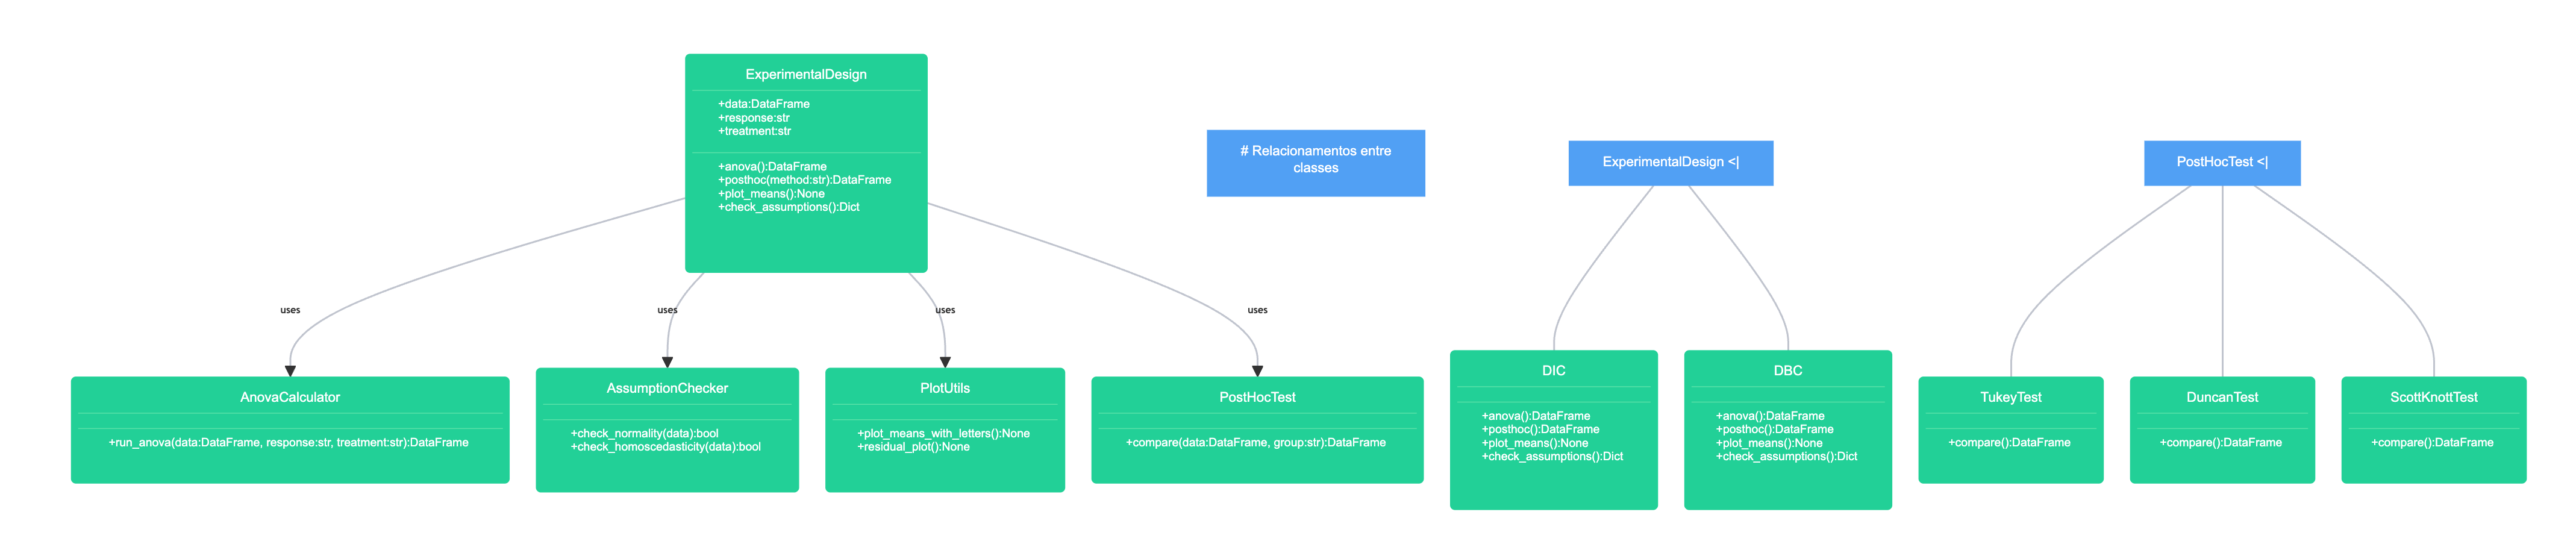 ExperimentalDesign
+data:DataFrame
+response:str
+treatment:str
+anova():DataFrame
+posthoc(method:str):DataFrame
+plot_means():None
+check_assumptions():Dict
# Relacionamentos entre
classes
ExperimentalDesign <|
PostHocTest <|
uses
uses
uses
uses
AnovaCalculator
+run_anova(data:DataFrame, response:str, treatment:str):DataFrame
AssumptionChecker
+check_normality(data):bool
+check_homoscedasticity(data):bool
PlotUtils
+plot_means_with_letters():None
+residual_plot():None
PostHocTest
+compare(data:DataFrame, group:str):DataFrame
DIC
+anova():DataFrame
+posthoc():DataFrame
+plot_means():None
+check_assumptions():Dict
DBC
+anova():DataFrame
+posthoc():DataFrame
+plot_means():None
+check_assumptions():Dict
TukeyTest
+compare():DataFrame
DuncanTest
+compare():DataFrame
ScottKnottTest
+compare():DataFrame